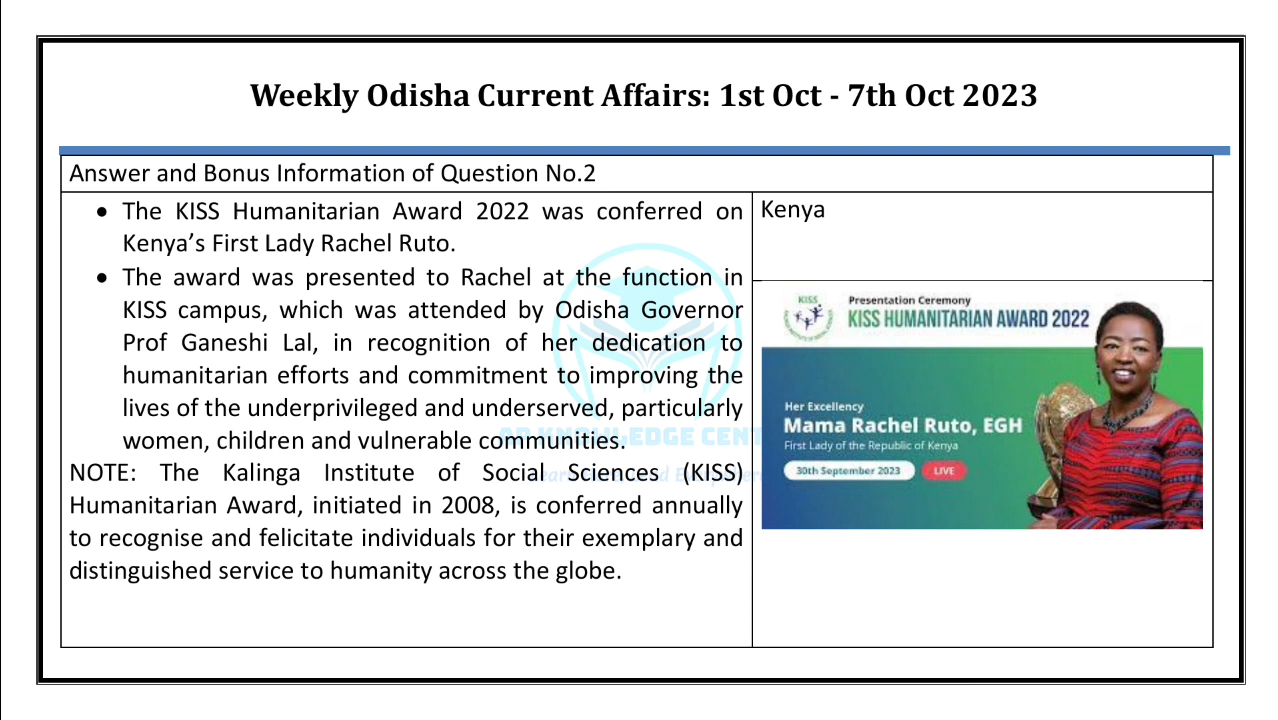 Weekly Odisha Current Affairs: 1st Oct - 7th Oct 2023
Answer and Bonus Information of Question No.2
• The KISS Humanitarian Award 2022 was conferred on
Kenya’s First Lady Rachel Ruto.
• The award was presented to Rachel at the function in
KISS campus, which was attended by Odisha Governor
Prof Ganeshi Lal, in recognition of her dedication to
humanitarian efforts and commitment to improving the
lives of the underprivileged and underserved, particularly
women, children and vulnerable communities.
NOTE: The Kalinga Institute of Social Sciences (KISS)
Humanitarian Award, initiated in 2008, is conferred annually
to recognise and felicitate individuals for their exemplary and
distinguished service to humanity across the globe.
Kenya
KISS
Presentation Ceremony
KISS HUMANITARIAN AWARD 2022
Her Excellency
Mama Rachel Ruto, EGH
First Lady of the Republic of Kenya
30th September 2023 LIVE
KNOWLEDGE CENT